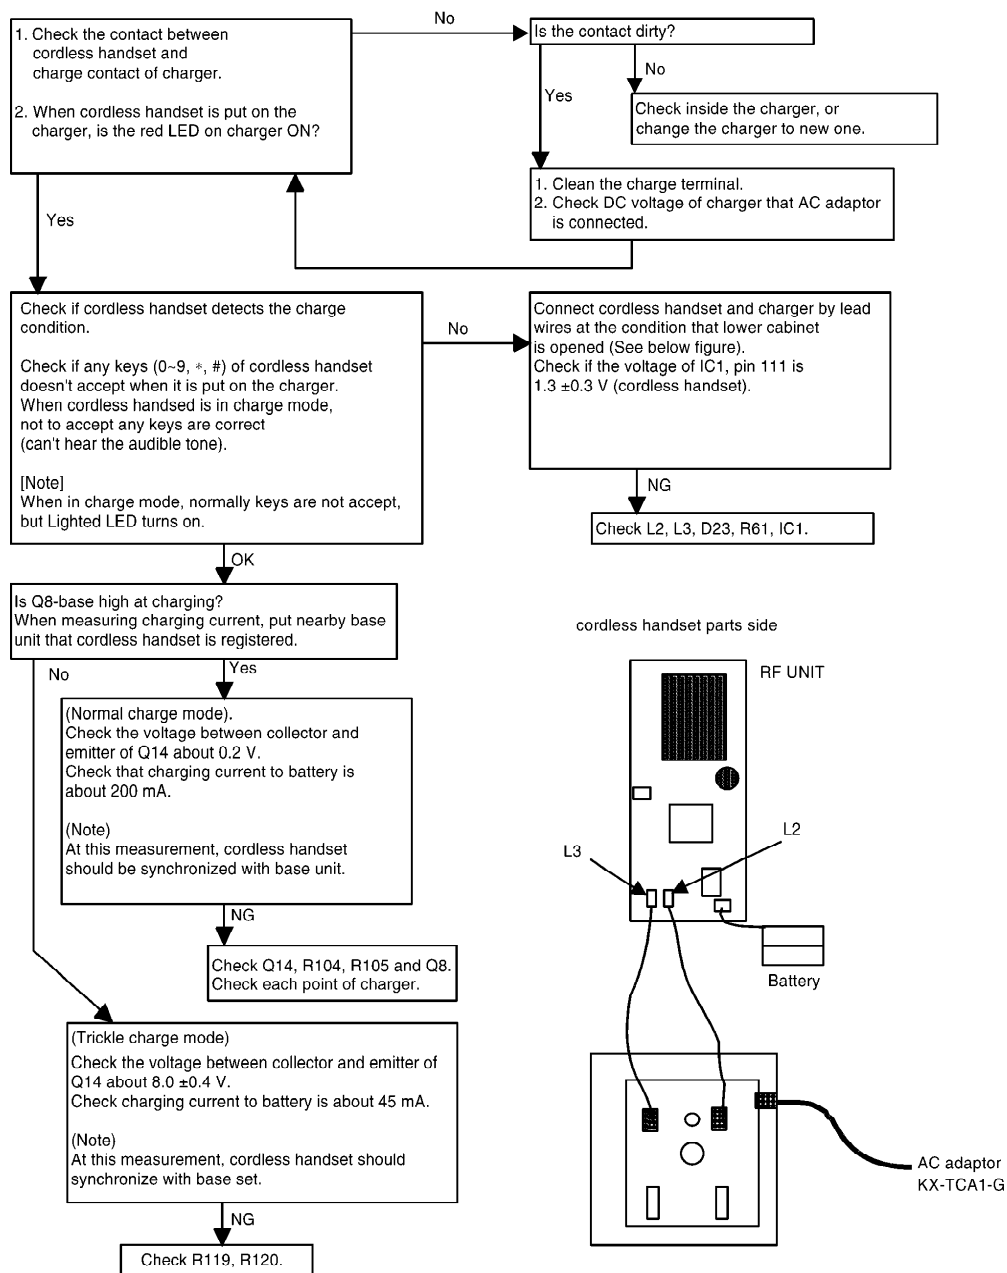 1. Check the contact between
cordless handset and
charge contact of charger.
2. When cordless handset is put on the
charger, is the red LED on charger ON?
No
Is the contact dirty?
No
Yes
Check inside the charger, or
change the charger to new one.
1. Clean the charge terminal.
2. Check DC voltage of charger that AC adaptor
is connected.
Yes
Check if cordless handset detects the charge
condition.
Check if any keys (0~9, *, #) of cordless handset
doesn't accept when it is put on the charger.
When cordless handsed is in charge mode,
not to accept any keys are correct
(can't hear the audible tone).
[Note]
When in charge mode, normally keys are not accept,
but Lighted LED turns on.
No
Connect cordless handset and charger by lead
wires at the condition that lower cabinet
is opened (See below figure).
Check if the voltage of IC1, pin 111 is
1.3 ±0.3 V (cordless handset).
NG
Check L2, L3, D23, R61, IC1.
OK
Is Q8-base high at charging?
When measuring charging current, put nearby base
unit that cordless handset is registered.
No
Yes
(Normal charge mode).
Check the voltage between collector and
emitter of Q14 about 0.2 V.
Check that charging current to battery is
about 200 mA.
(Note)
At this measurement, cordless handset
should be synchronized with base unit.
NG
Check Q14, R104, R105 and Q8.
Check each point of charger.
(Trickle charge mode)
Check the voltage between collector and emitter of
Q14 about 8.0 ±0.4 V.
Check charging current to battery is about 45 mA.
(Note)
At this measurement, cordless handset should
synchronize with base set.
NG
Check R119, R120.
cordless handset parts side
RF UNIT
L3
L2
Battery
AC adaptor
KX-TCA1-G